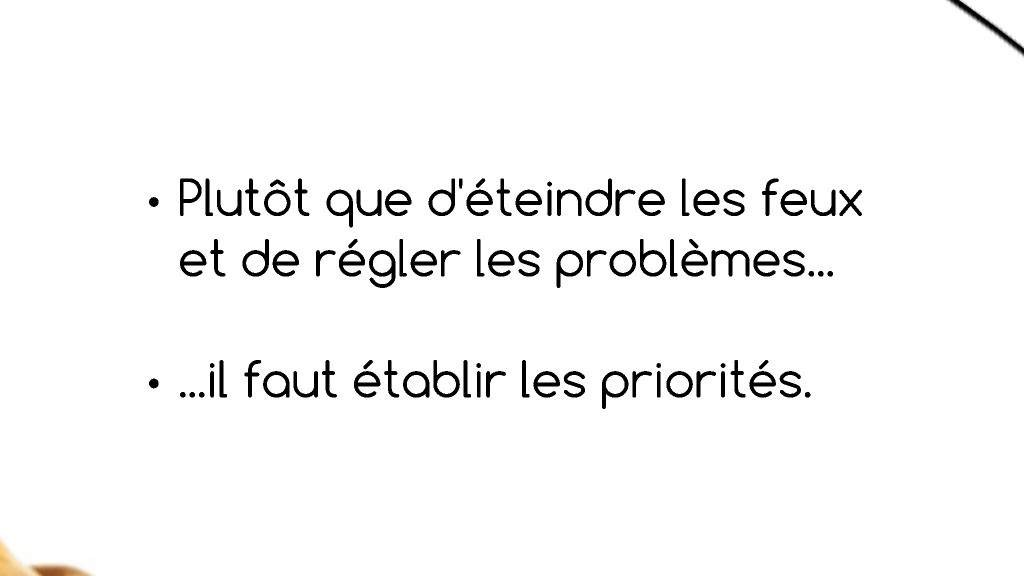 • Plutôt que d'éteindre les feux
et de régler les problèmes...
• ...il faut établir les priorités.